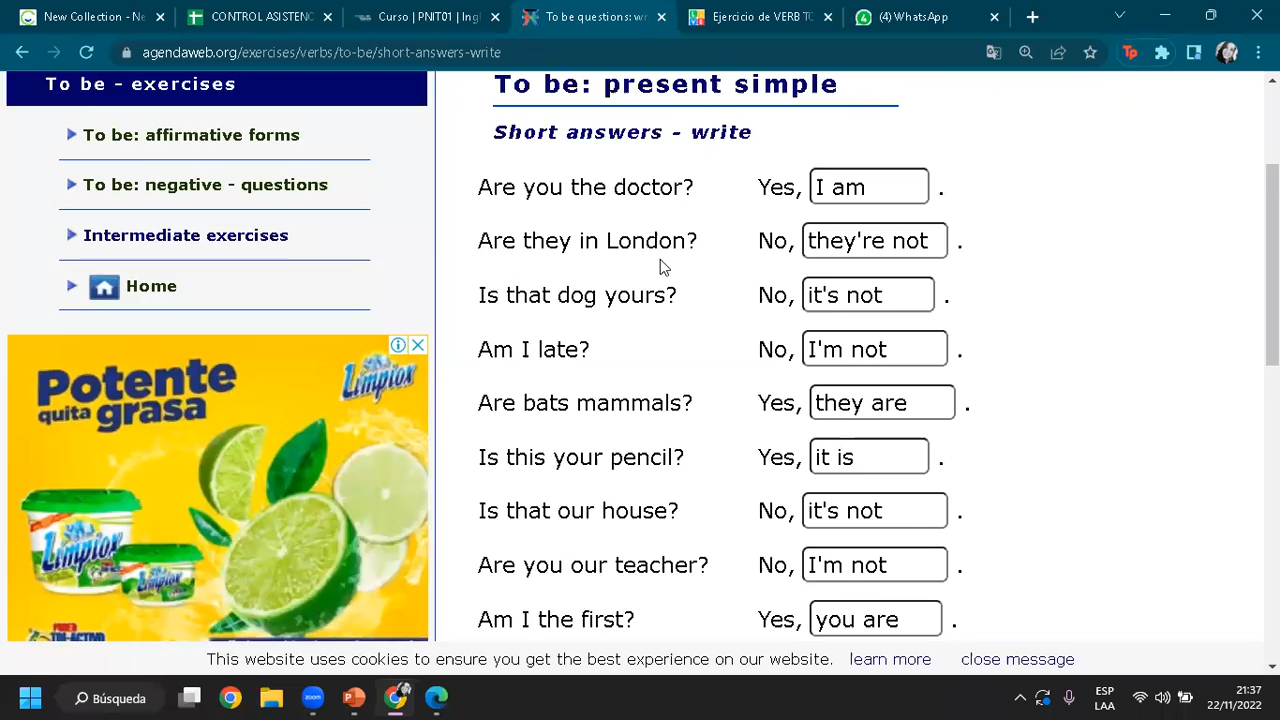 New Collection - Ne
CONTROL ASISTENC
Curso | PNIT01 | Ing
To be questions: wr
Ejercicio de VERB TO
(4) WhatsApp
agendaweb.org/exercises/verbs/to-be/short-answers-write
To be - exercises
To be: affirmative forms
To be: negative - questions
Intermediate exercises
Home
Potente
quita grasa
Limpiox
Limpiox
Limpiox
To be: present simple
Short answers - write
Are you the doctor? Yes, I am .
Are they in London? No, they're not .
Is that dog yours? No, it's not .
Am I late? No, I'm not .
Are bats mammals? Yes, they are .
Is this your pencil? Yes, it is .
Is that our house? No, it's not .
Are you our teacher? No, I'm not .
Am I the first? Yes, you are .
This website uses cookies to ensure you get the best experience on our website. learn more close message
Búsqueda
zoom
ESP
LAA
21:37
22/11/2022